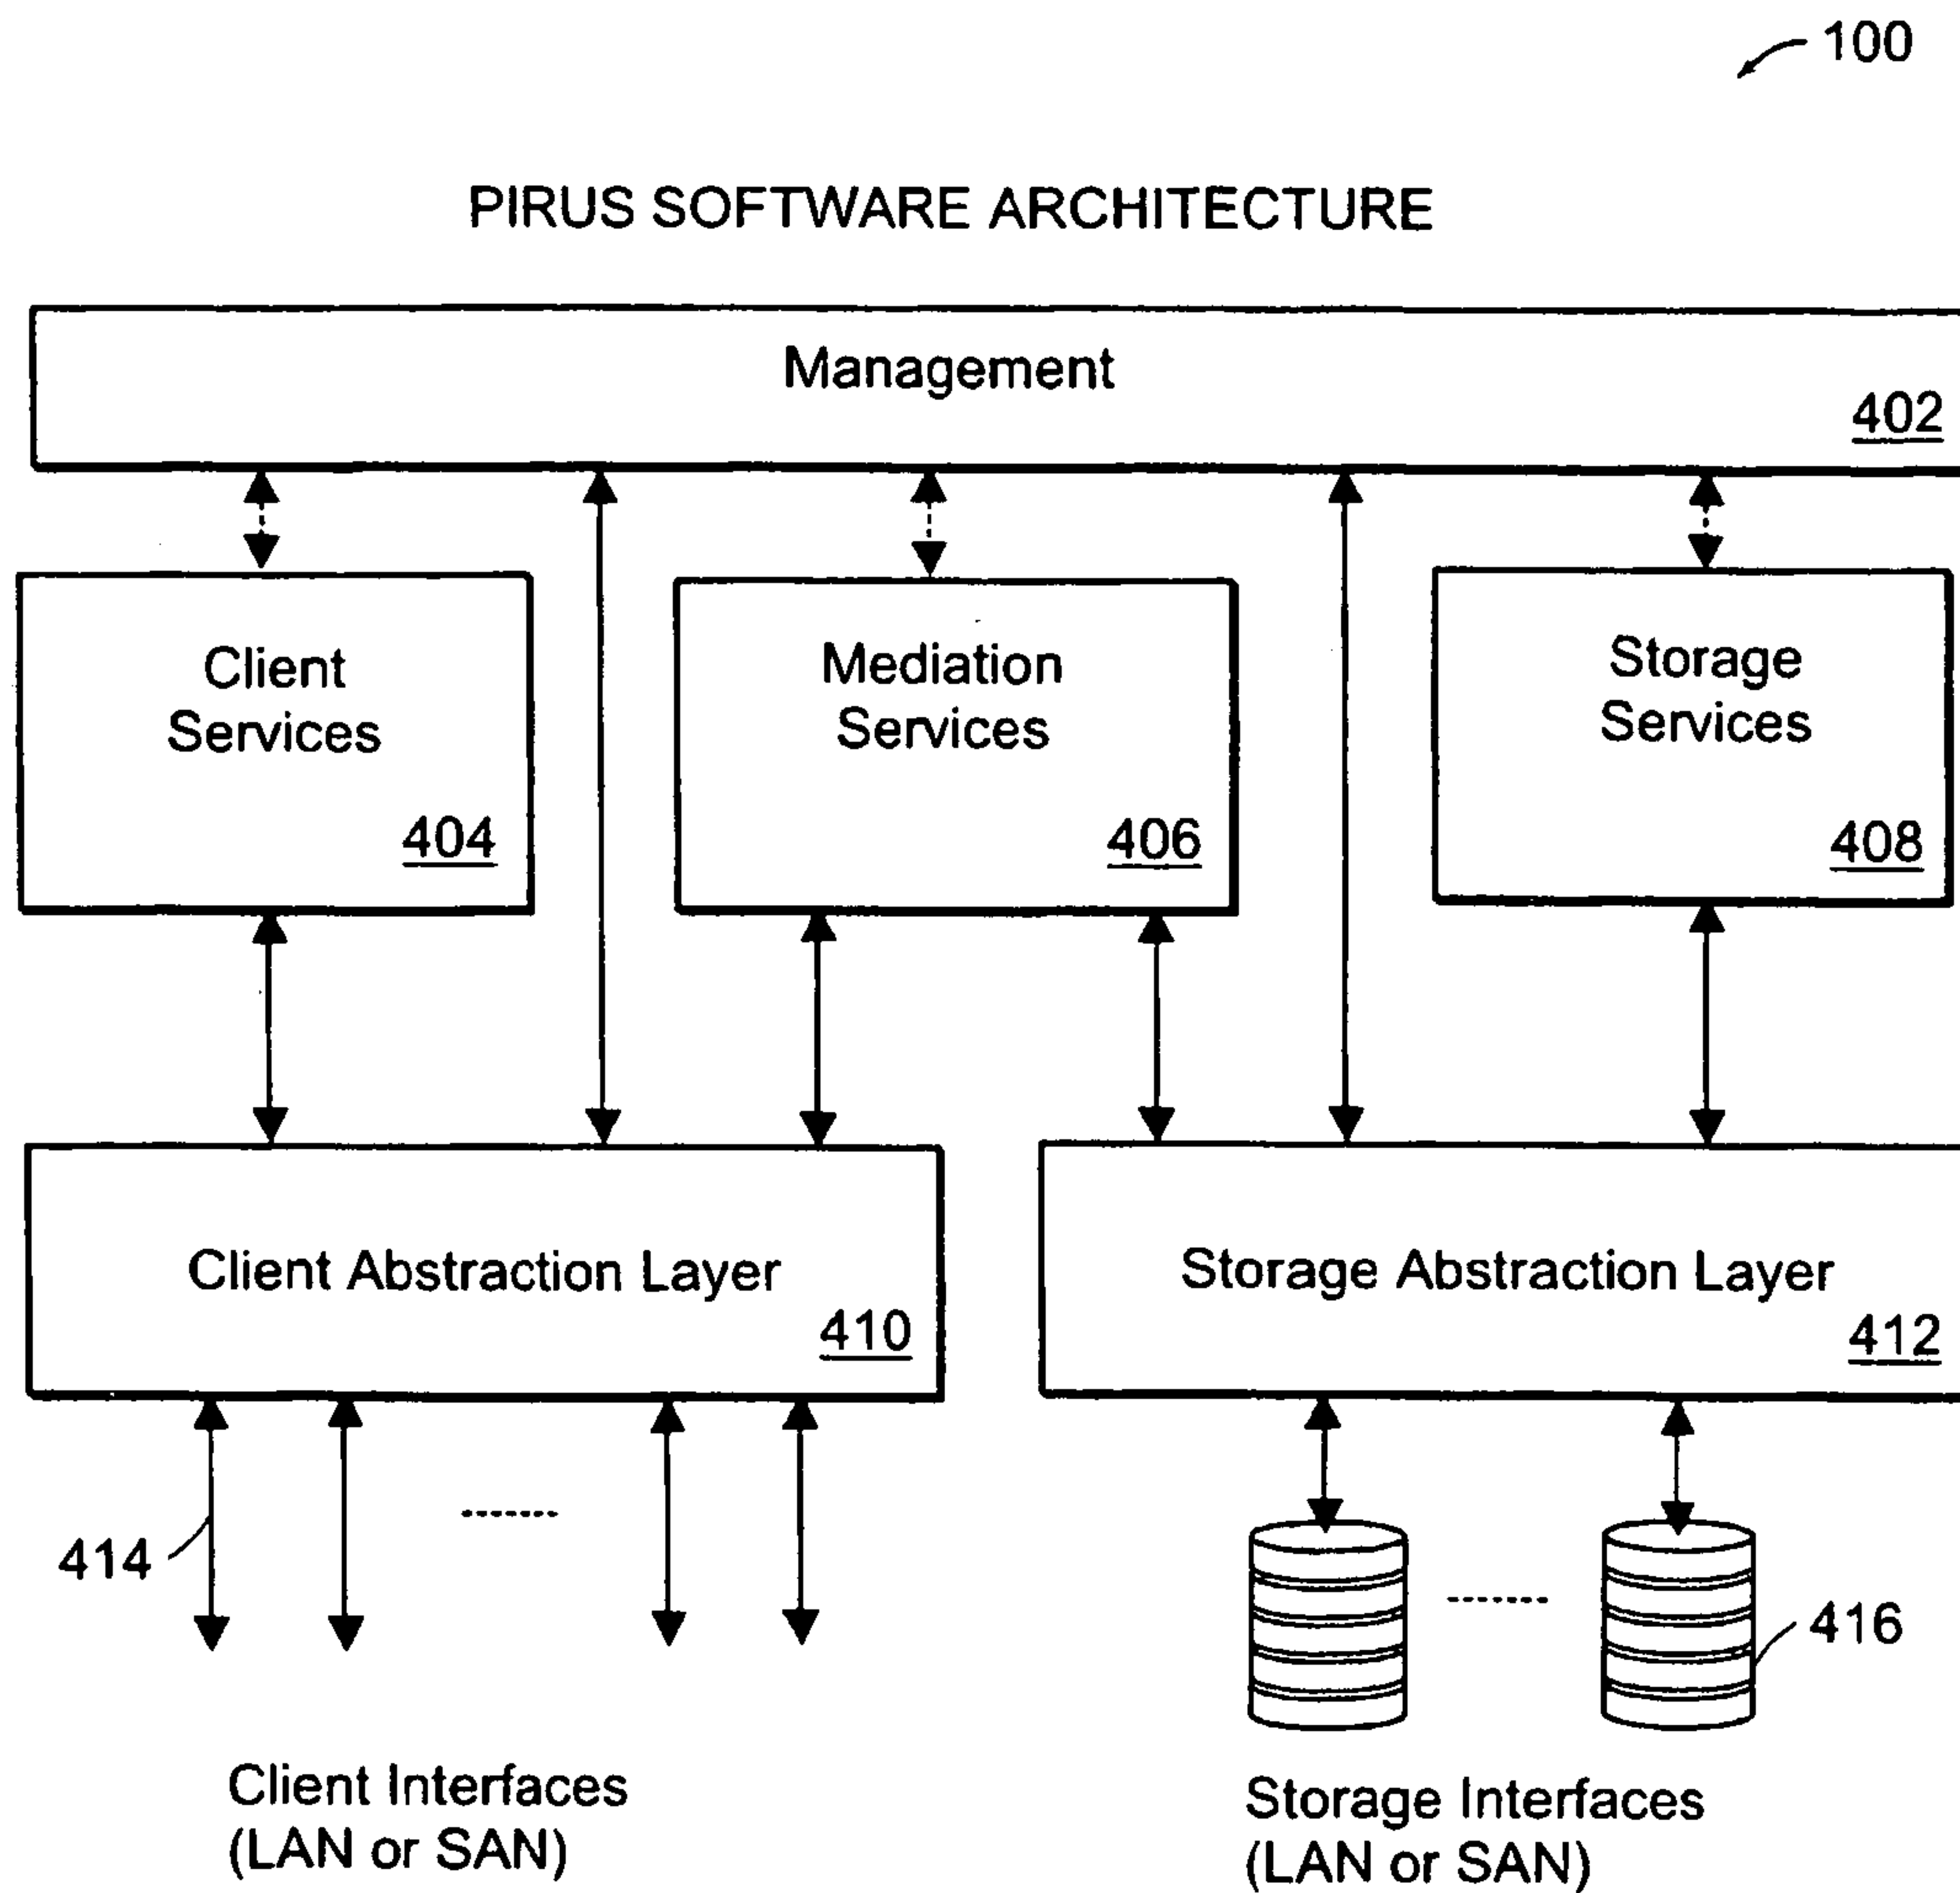 100
PIRUS SOFTWARE ARCHITECTURE
Management
402
Client
Services
404
Mediation
Services
406
Storage
Services
408
Client Abstraction Layer
410
Storage Abstraction Layer
412
414
416
Client Interfaces
(LAN or SAN)
Storage Interfaces
(LAN or SAN)